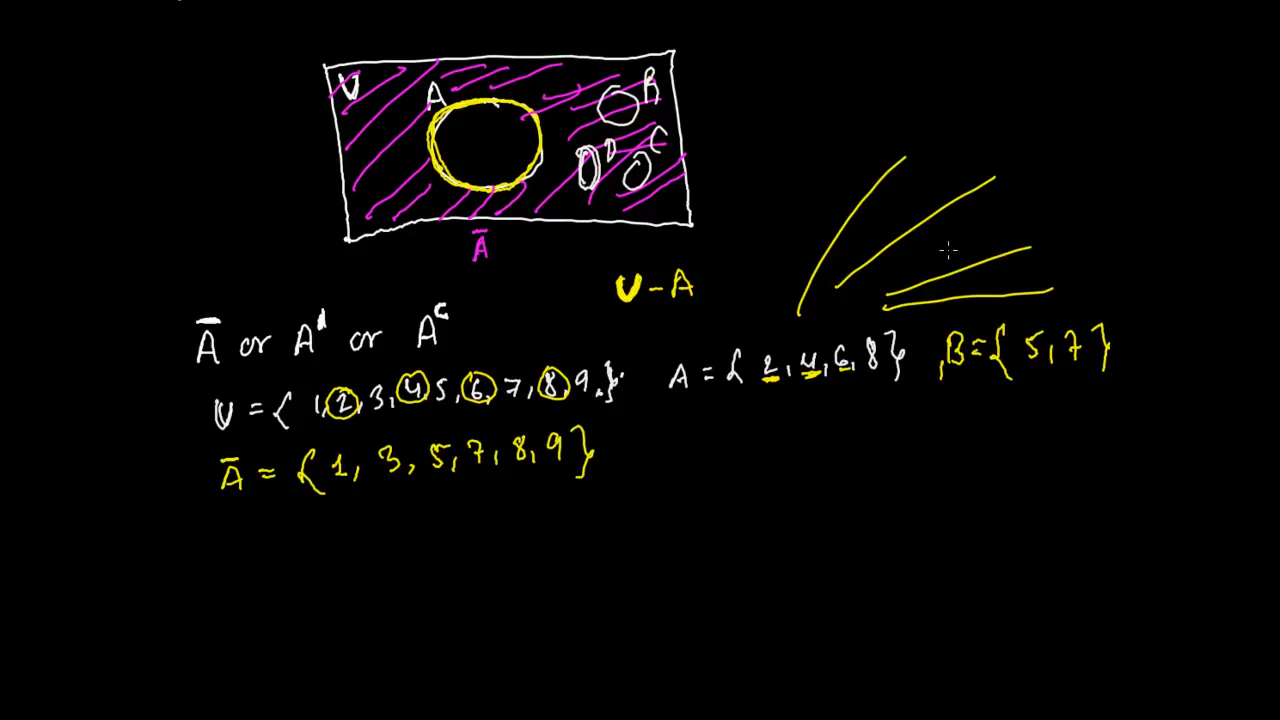 U
A
B
D
C
Ā
U - A
Ā or A' or Aᶜ
U = { 1, 2, 3, 4, 5, 6, 7, 8, 9, }. A = { 2, 4, 6, 8 } , B = { 5, 7 }
Ā = { 1, 3, 5, 7, 8, 9 }